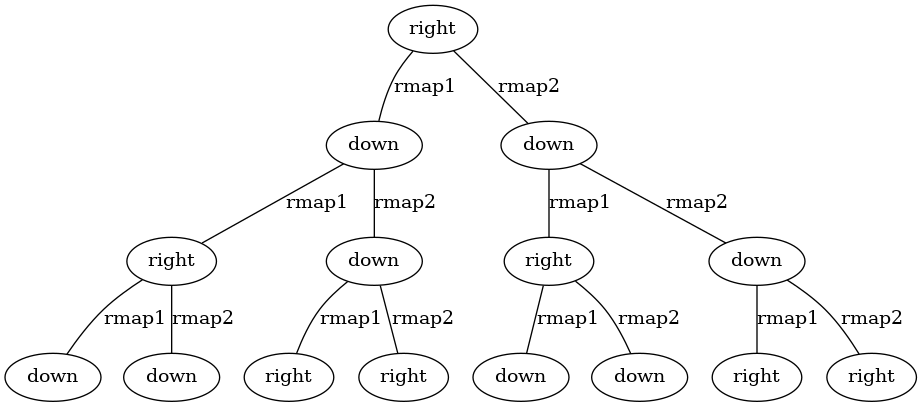 right
rmap1 rmap2
down down
rmap1 rmap2 rmap1 rmap2
right down right down
rmap1 rmap2 rmap1 rmap2 rmap1 rmap2 rmap1 rmap2
down down right right down down right right